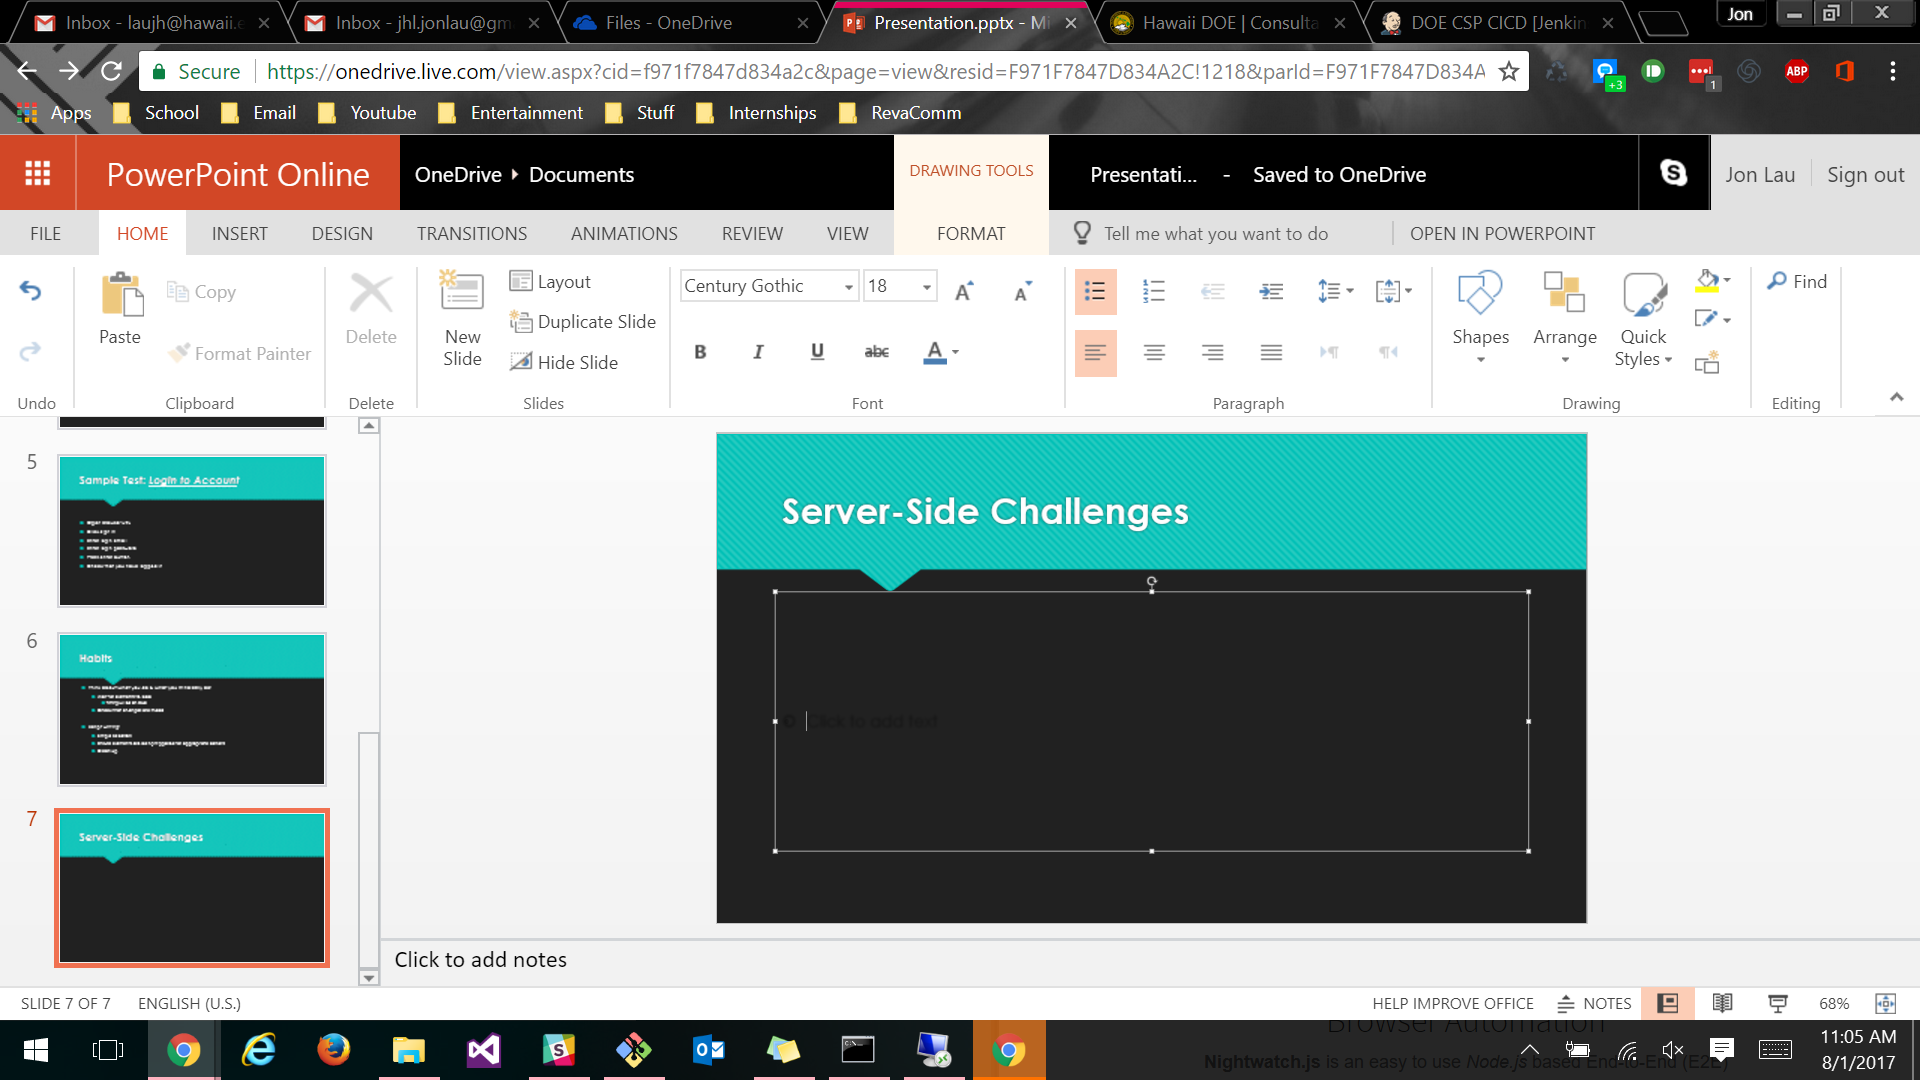 Inbox - laujh@hawaii.e
Inbox - jhl.jonlau@gm
Files - OneDrive
Presentation.pptx - Mi
Hawaii DOE | Consulta
DOE CSP CICD [Jenkin
Jon
Secure
https://onedrive.live.com/view.aspx?cid=f971f7847d834a2c&page=view&resid=F971F7847D834A2C!1218&parId=F971F7847D834A
+3
1
ABP
Apps
School
Email
Youtube
Entertainment
Stuff
Internships
RevaComm
PowerPoint Online
OneDrive
Documents
DRAWING TOOLS
Presentati... - Saved to OneDrive
Jon Lau
Sign out
FILE
HOME
INSERT
DESIGN
TRANSITIONS
ANIMATIONS
REVIEW
VIEW
FORMAT
Tell me what you want to do
OPEN IN POWERPOINT
Paste
Copy
Format Painter
Delete
New Slide
Layout
Duplicate Slide
Hide Slide
Century Gothic
18
B I U abc A
Shapes
Arrange
Quick Styles
Find
Undo
Clipboard
Delete
Slides
Font
Paragraph
Drawing
Editing
5
Sample Test: Login to Account
6
Habits
7
Server-Side Challenges
Server-Side Challenges
Click to add text
Click to add notes
SLIDE 7 OF 7
ENGLISH (U.S.)
HELP IMPROVE OFFICE
NOTES
68%
Browser Automation
Nightwatch.js is an easy to use Node.js based End-to-End (E2E)
11:05 AM
8/1/2017